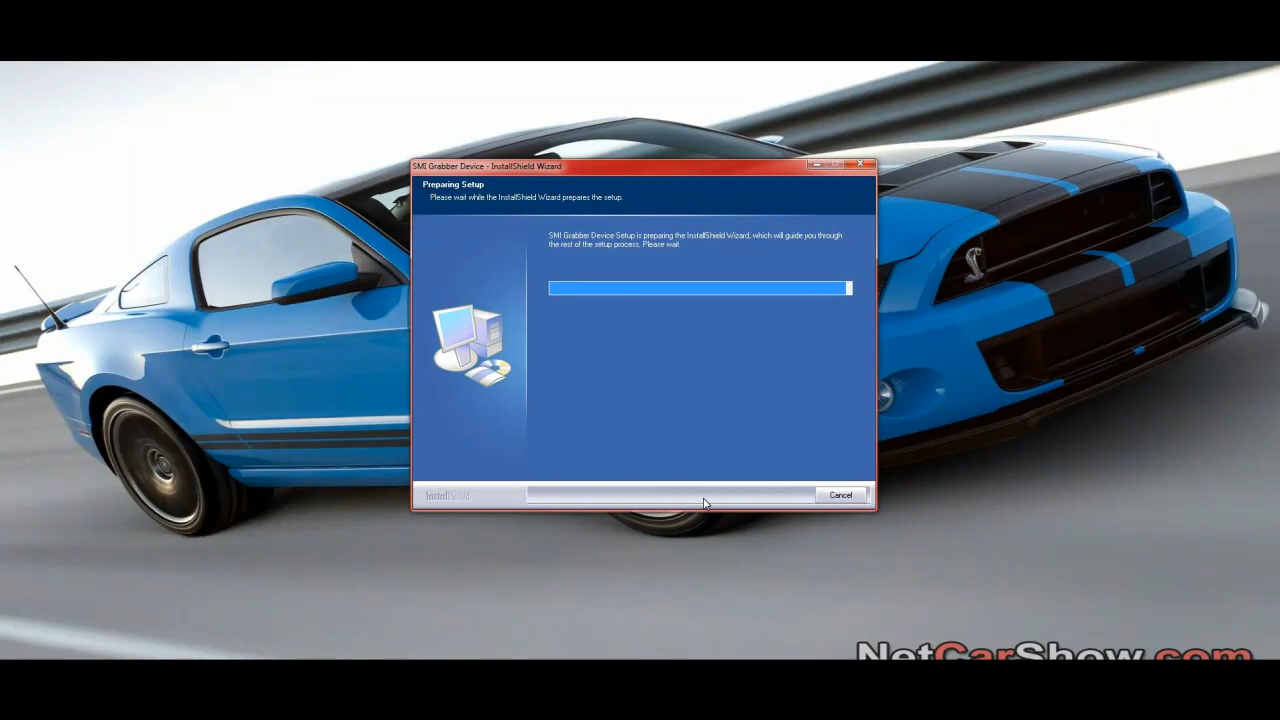 SMI Grabber Device - InstallShield Wizard
Preparing Setup
Please wait while the InstallShield Wizard prepares the setup.
SMI Grabber Device Setup is preparing the InstallShield Wizard, which will guide you through
the rest of the setup process. Please wait.
InstallShield
Cancel
NetCarShow.com